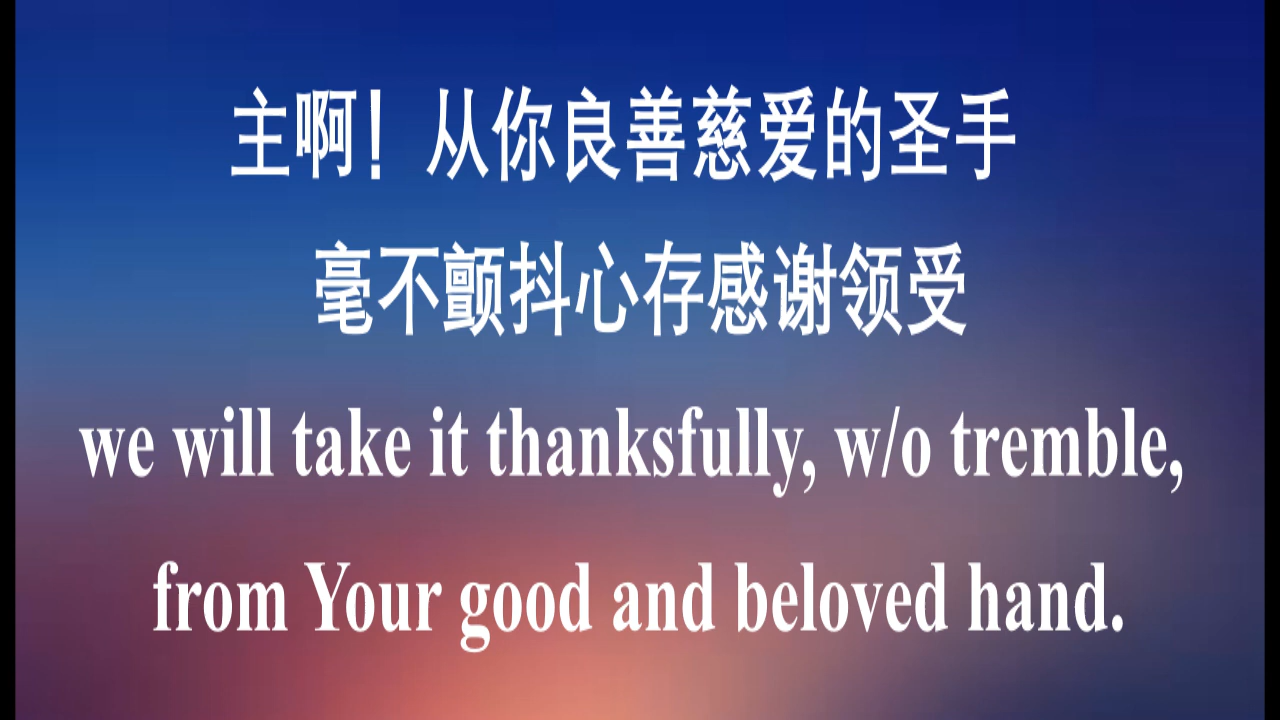 主啊！从你良善慈爱的圣手
毫不颤抖心存感谢领受
we will take it thanksfully, w/o tremble,
from Your good and beloved hand.